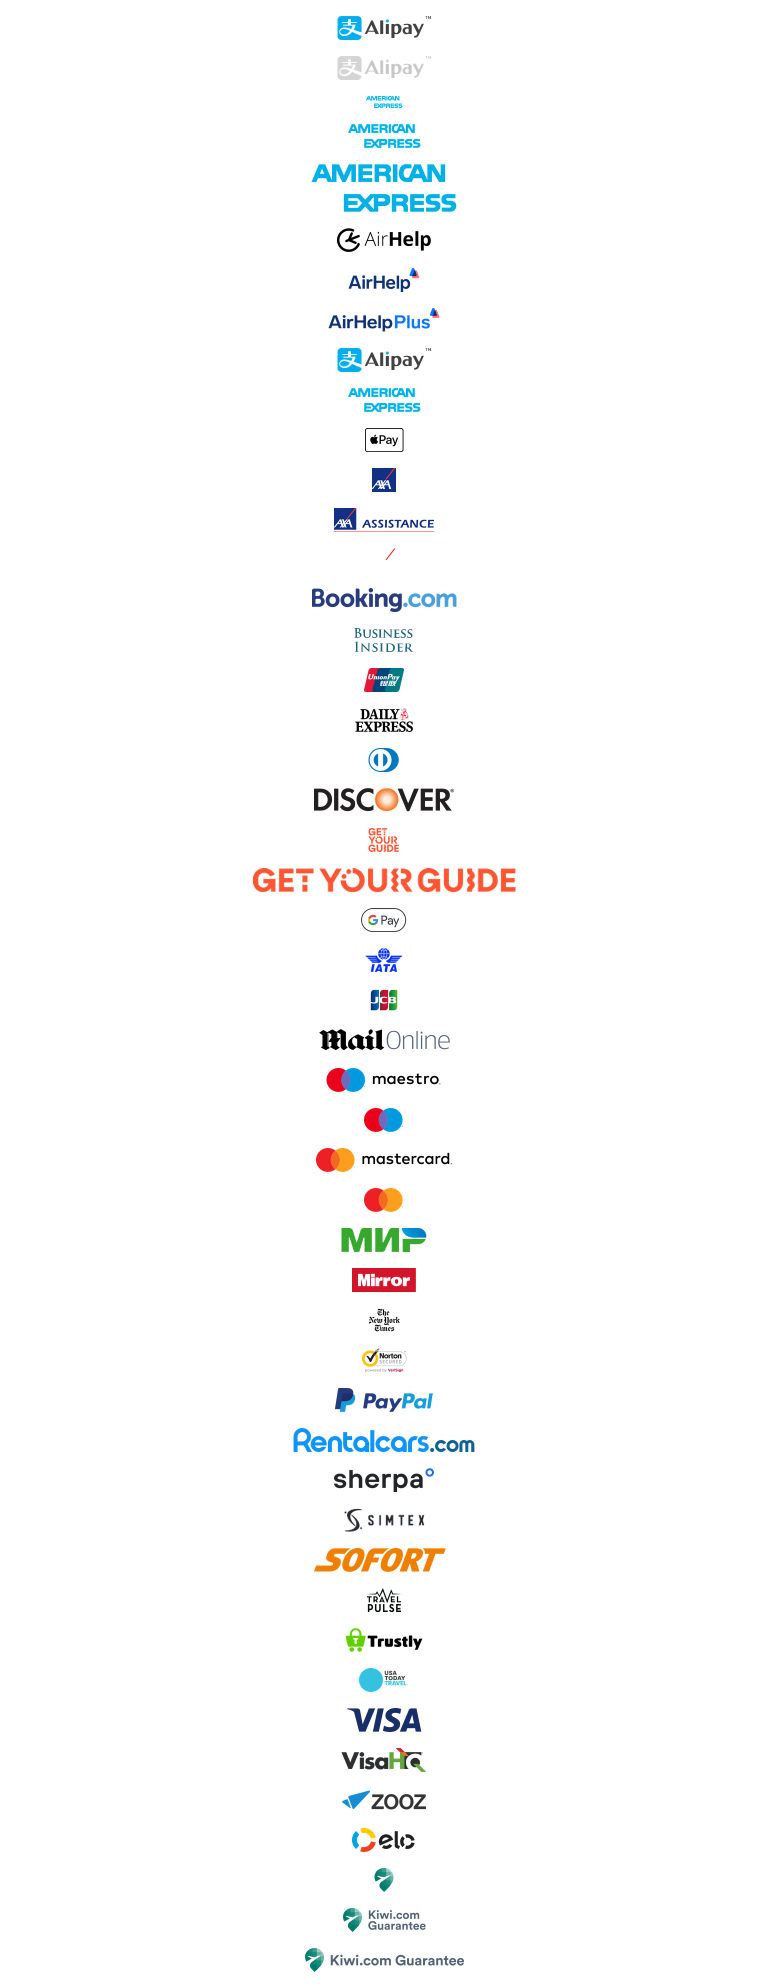 支 Alipay™
支 Alipay™
AMERICAN
EXPRESS
AMERICAN
EXPRESS
AMERICAN
EXPRESS
AirHelp
AirHelp
AirHelpPlus
支 Alipay™
AMERICAN
EXPRESS
Pay
AXA
AXA ASSISTANCE
Booking.com
BUSINESS
INSIDER
UnionPay
银联
DAILY
EXPRESS
DISCOVER®
GET
YOUR
GUIDE
GET YOUR GUIDE
G Pay
IATA
JCB
Mail Online
maestro.
mastercard.
МИР
Mirror
The
New York
Times
Norton
SECURED
powered by VeriSign
P PayPal
Rentalcars.com
sherpa°
S SIMTEX
SOFORT
TRAVEL
PULSE
T Trustly
USA
TODAY
TRAVEL
VISA
VisaHQ
ZOOZ
elo
Kiwi.com
Guarantee
Kiwi.com Guarantee